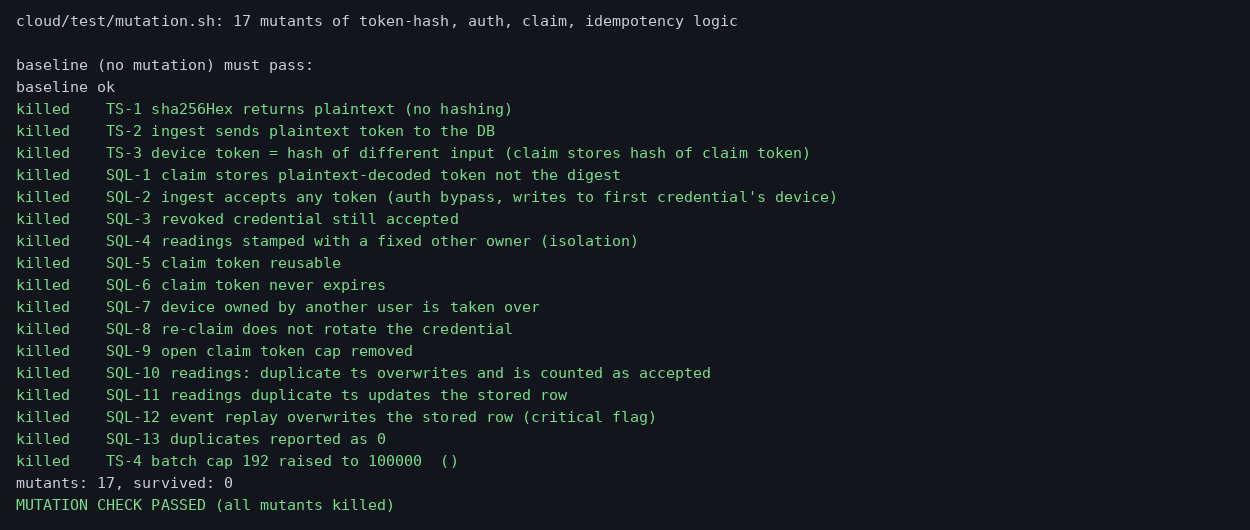 cloud/test/mutation.sh: 17 mutants of token-hash, auth, claim, idempotency logic
baseline (no mutation) must pass:
baseline ok
killed    TS-1 sha256Hex returns plaintext (no hashing)
killed    TS-2 ingest sends plaintext token to the DB
killed    TS-3 device token = hash of different input (claim stores hash of claim token)
killed    SQL-1 claim stores plaintext-decoded token not the digest
killed    SQL-2 ingest accepts any token (auth bypass, writes to first credential's device)
killed    SQL-3 revoked credential still accepted
killed    SQL-4 readings stamped with a fixed other owner (isolation)
killed    SQL-5 claim token reusable
killed    SQL-6 claim token never expires
killed    SQL-7 device owned by another user is taken over
killed    SQL-8 re-claim does not rotate the credential
killed    SQL-9 open claim token cap removed
killed    SQL-10 readings: duplicate ts overwrites and is counted as accepted
killed    SQL-11 readings duplicate ts updates the stored row
killed    SQL-12 event replay overwrites the stored row (critical flag)
killed    SQL-13 duplicates reported as 0
killed    TS-4 batch cap 192 raised to 100000  ()
mutants: 17, survived: 0
MUTATION CHECK PASSED (all mutants killed)